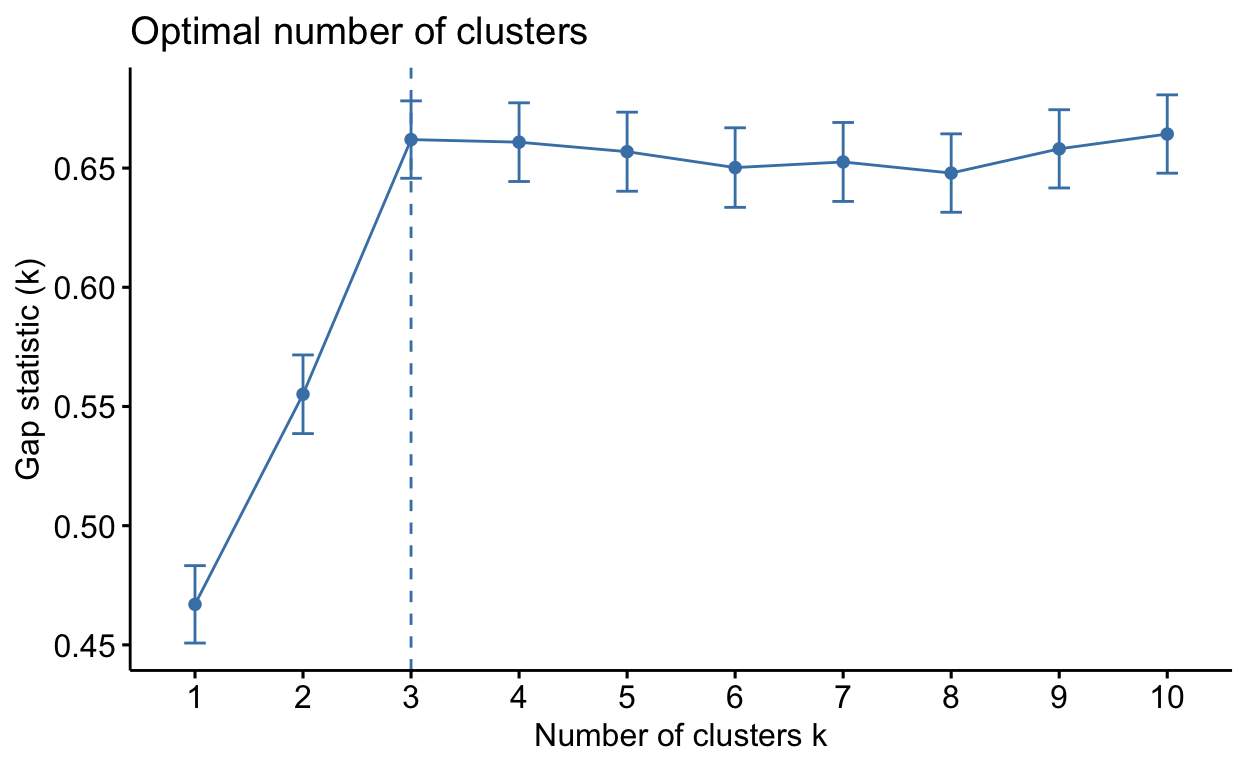 Optimal number of clusters
Gap statistic (k)
0.65
0.60
0.55
0.50
0.45
1 2 3 4 5 6 7 8 9 10
Number of clusters k